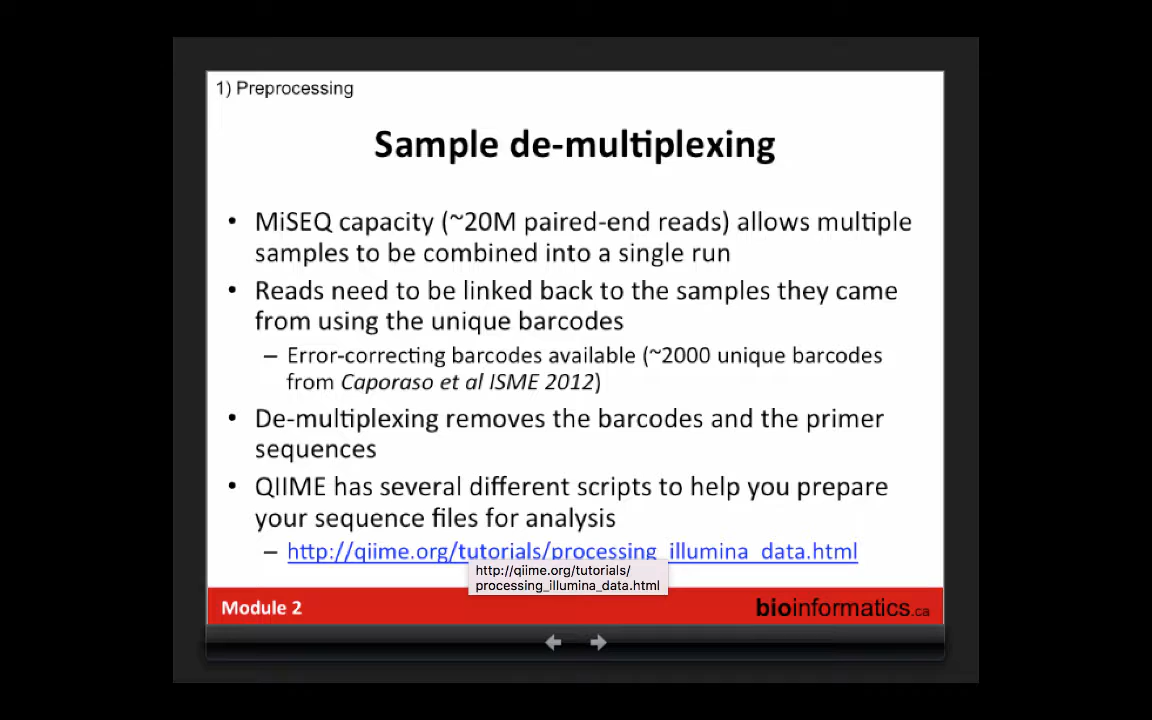 1) Preprocessing
Sample de-multiplexing
• MiSEQ capacity (~20M paired-end reads) allows multiple
samples to be combined into a single run
• Reads need to be linked back to the samples they came
from using the unique barcodes
– Error-correcting barcodes available (~2000 unique barcodes
from Caporaso et al ISME 2012)
• De-multiplexing removes the barcodes and the primer
sequences
• QIIME has several different scripts to help you prepare
your sequence files for analysis
– http://qiime.org/tutorials/processing_illumina_data.html
http://qiime.org/tutorials/
processing_illumina_data.html
Module 2
bioinformatics.ca